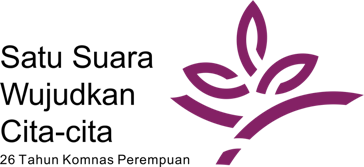 Satu Suara
Wujudkan
Cita-cita
26 Tahun Komnas Perempuan